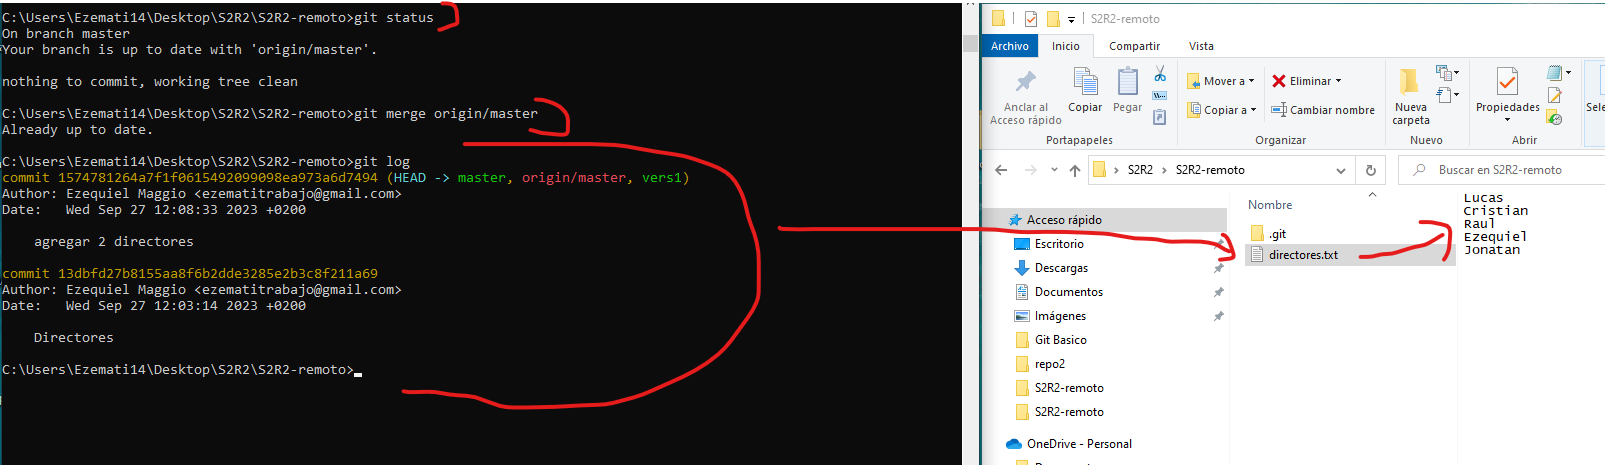 C:\Users\Ezemati14\Desktop\S2R2\S2R2-remoto>git status
On branch master
Your branch is up to date with 'origin/master'.
nothing to commit, working tree clean
C:\Users\Ezemati14\Desktop\S2R2\S2R2-remoto>git merge origin/master
Already up to date.
C:\Users\Ezemati14\Desktop\S2R2\S2R2-remoto>git log
commit 1574781264a7f1f0615492099098ea973a6d7494 (HEAD -> master, origin/master, vers1)
Author: Ezequiel Maggio <ezematitrabajo@gmail.com>
Date:   Wed Sep 27 12:08:33 2023 +0200
agregar 2 directores
commit 13dbfd27b8155aa8f6b2dde3285e2b3c8f211a69
Author: Ezequiel Maggio <ezematitrabajo@gmail.com>
Date:   Wed Sep 27 12:03:14 2023 +0200
Directores
C:\Users\Ezemati14\Desktop\S2R2\S2R2-remoto>
S2R2-remoto
Archivo Inicio Compartir Vista
Anclar al
Acceso rápido
Copiar
Pegar
Mover a
Copiar a
Eliminar
Cambiar nombre
Nueva
carpeta
Propiedades
Portapapeles
Organizar
Nuevo
Abrir
S2R2 > S2R2-remoto
Buscar en S2R2-remoto
Acceso rápido
Escritorio
Descargas
Documentos
Imágenes
Git Basico
repo2
S2R2-remoto
S2R2-remoto
OneDrive - Personal
Nombre
.git
directores.txt
Lucas
Cristian
Raul
Ezequiel
Jonatan